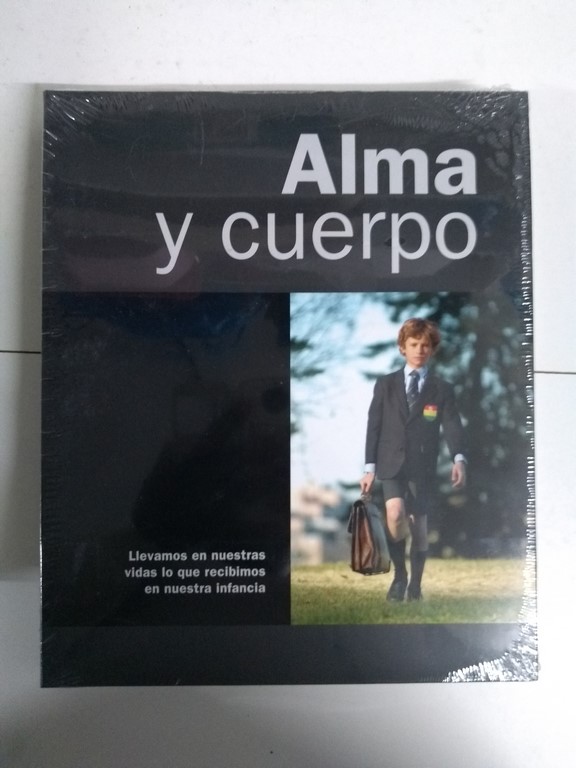 Alma
y cuerpo
Llevamos en nuestras
vidas lo que recibimos
en nuestra infancia